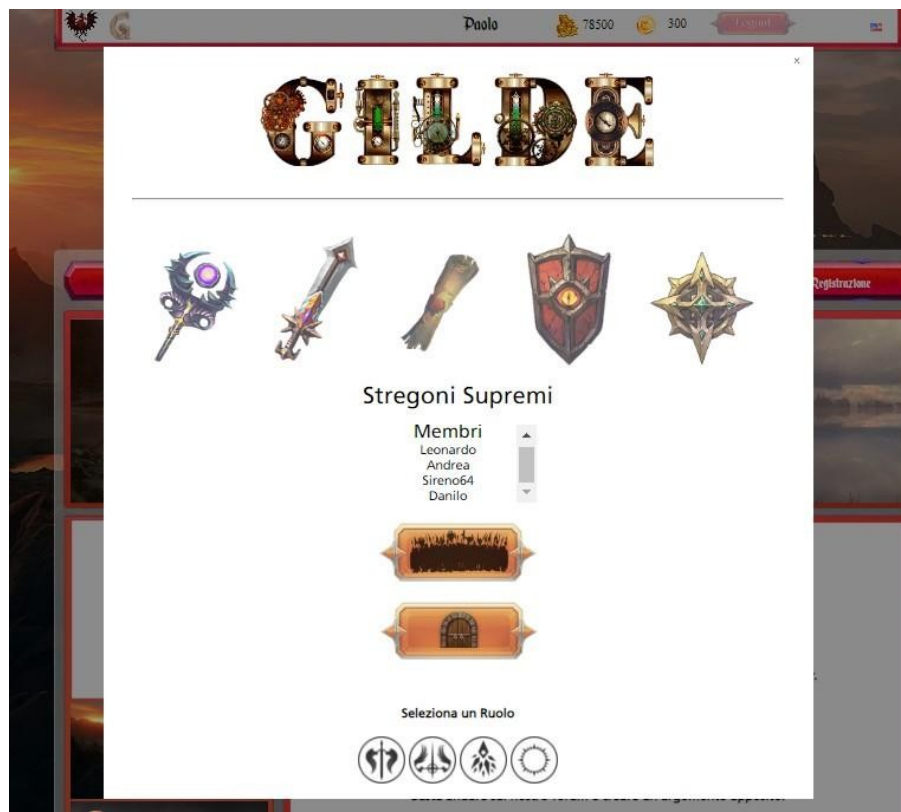 Paolo
78500
300
Logout
×
GILDE
Registrazione
Stregoni Supremi
Membri
Leonardo
Andrea
Sireno64
Danilo
Seleziona un Ruolo